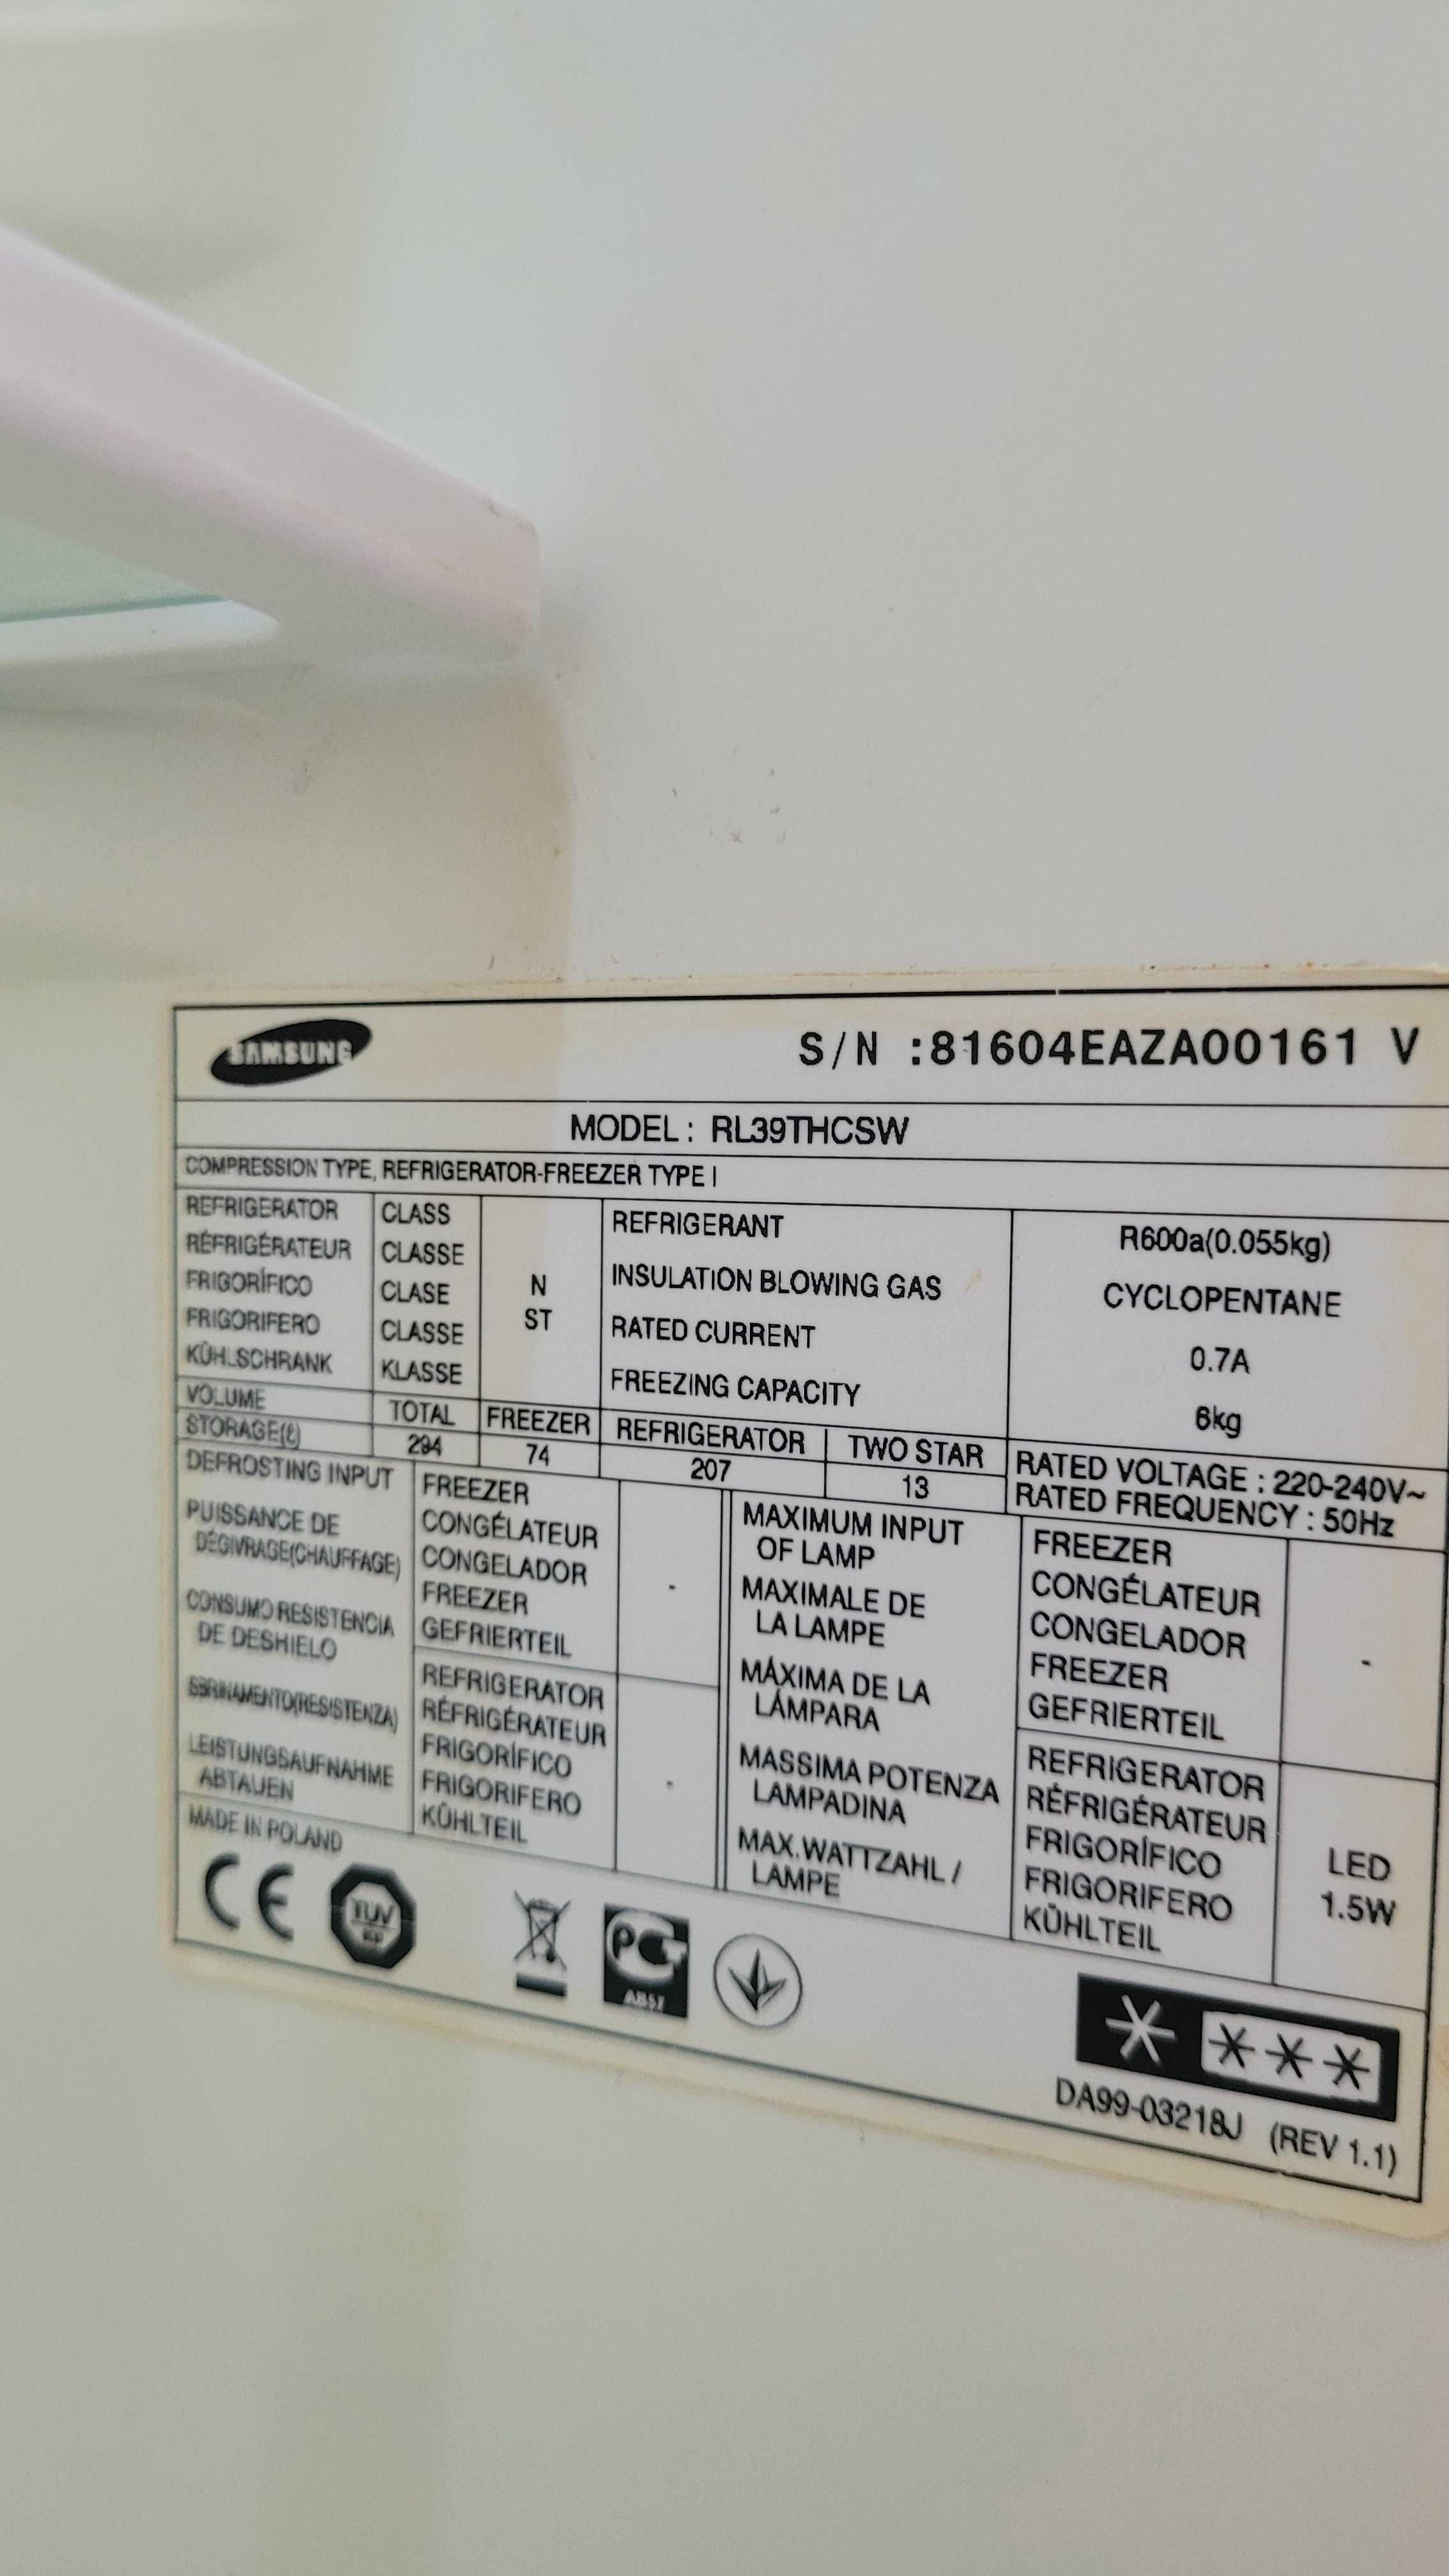 SAMSUNG
S/N :81604EAZA00161 V
MODEL : RL39THCSW
COMPRESSION TYPE, REFRIGERATOR-FREEZER TYPE I
REFRIGERATOR CLASS
RÉFRIGÉRATEUR CLASSE
FRIGORÍFICO CLASE
FRIGORIFERO CLASSE
KÜHLSCHRANK KLASSE
N
ST
REFRIGERANT R600a(0.055kg)
INSULATION BLOWING GAS CYCLOPENTANE
RATED CURRENT 0.7A
FREEZING CAPACITY 6kg
VOLUME TOTAL FREEZER REFRIGERATOR TWO STAR
STORAGE(ℓ) 294 74 207 13
RATED VOLTAGE : 220-240V~
RATED FREQUENCY : 50Hz
DEFROSTING INPUT
PUISSANCE DE
DÉGIVRAGE(CHAUFFAGE)
CONSUMO RESISTENCIA
DE DESHIELO
SBRINAMENTO(RESISTENZA)
LEISTUNGSAUFNAHME
ABTAUEN
FREEZER
CONGÉLATEUR
CONGELADOR
FREEZER
GEFRIERTEIL
-
REFRIGERATOR
RÉFRIGÉRATEUR
FRIGORÍFICO
FRIGORIFERO
KÜHLTEIL
-
MAXIMUM INPUT
OF LAMP
MAXIMALE DE
LA LAMPE
MÁXIMA DE LA
LÁMPARA
MASSIMA POTENZA
LAMPADINA
MAX.WATTZAHL /
LAMPE
FREEZER
CONGÉLATEUR
CONGELADOR
FREEZER
GEFRIERTEIL
-
REFRIGERATOR
RÉFRIGÉRATEUR
FRIGORÍFICO
FRIGORIFERO
KÜHLTEIL
LED
1.5W
MADE IN POLAND
CE
TÜV
PC
DA99-03218J (REV 1.1)